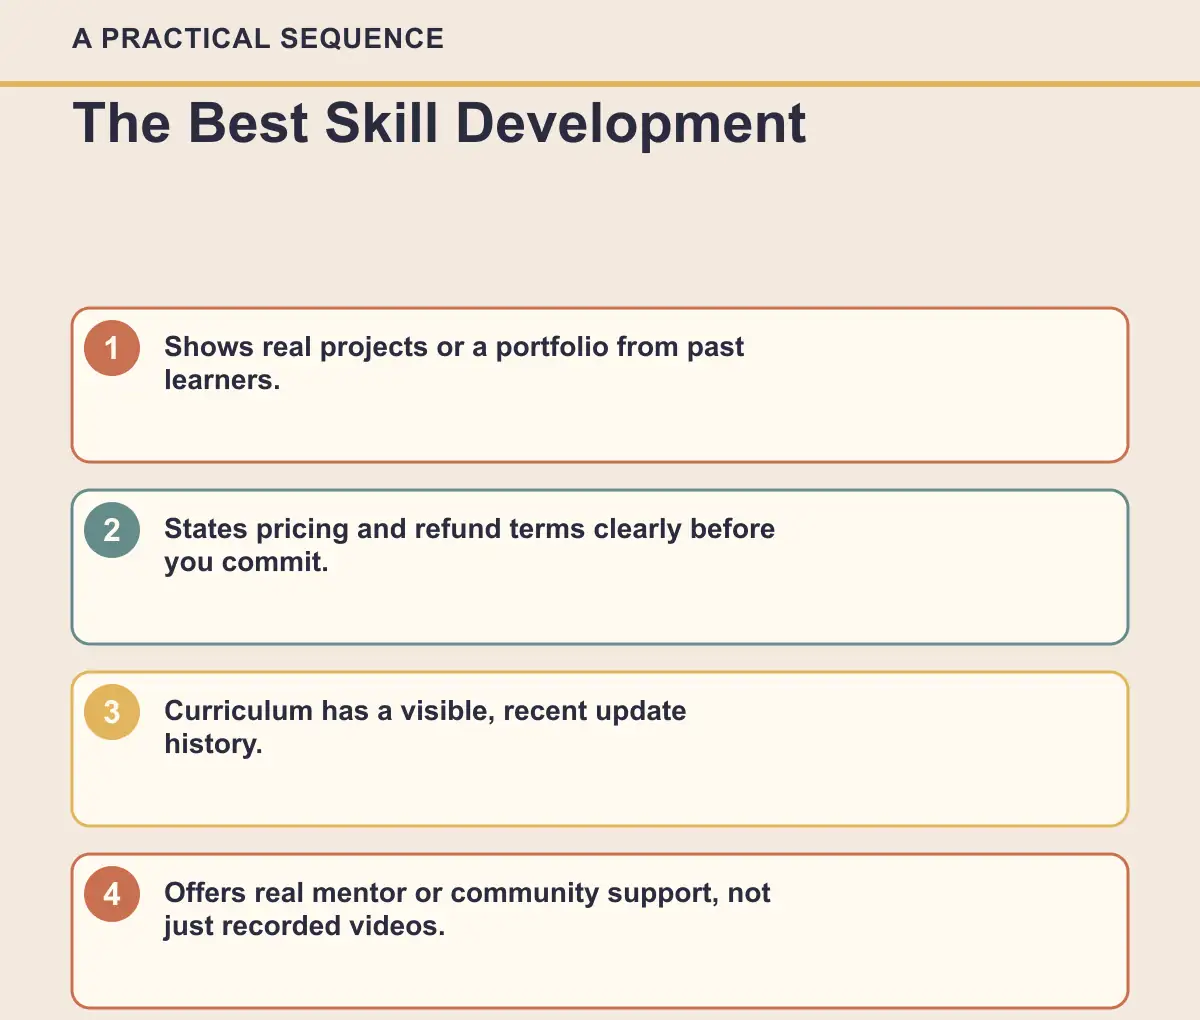 A PRACTICAL SEQUENCE
The Best Skill Development
1
Shows real projects or a portfolio from past
learners.
2
States pricing and refund terms clearly before
you commit.
3
Curriculum has a visible, recent update
history.
4
Offers real mentor or community support, not
just recorded videos.